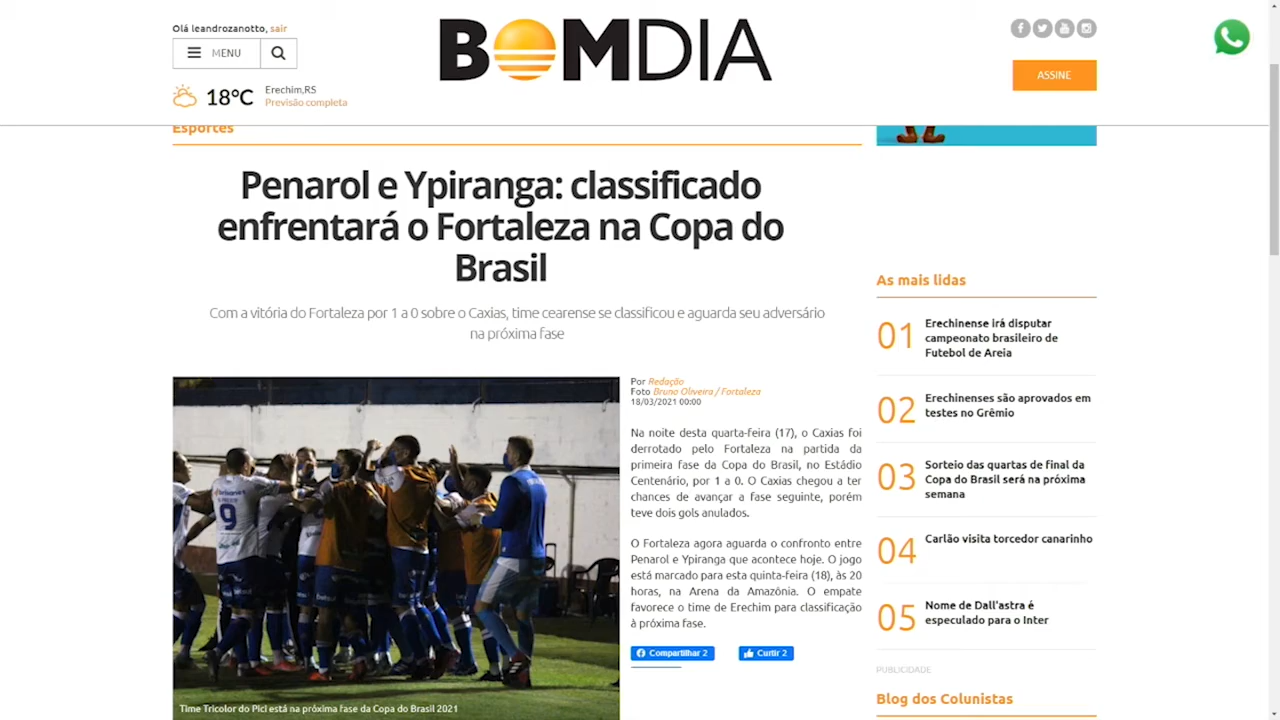 Olá leandrozanotto, sair
MENU
18°C
Erechim,RS
Previsão completa
BOMDIA
ASSINE
Esportes
Penarol e Ypiranga: classificado
enfrentará o Fortaleza na Copa do
Brasil
Com a vitória do Fortaleza por 1 a 0 sobre o Caxias, time cearense se classificou e aguarda seu adversário
na próxima fase
Por Redação
Foto Bruno Oliveira / Fortaleza
18/03/2021 00:00
Na noite desta quarta-feira (17), o Caxias foi
derrotado pelo Fortaleza na partida da
primeira fase da Copa do Brasil, no Estádio
Centenário, por 1 a 0. O Caxias chegou a ter
chances de avançar a fase seguinte, porém
teve dois gols anulados.
O Fortaleza agora aguarda o confronto entre
Penarol e Ypiranga que acontece hoje. O jogo
está marcado para esta quinta-feira (18), às 20
horas, na Arena da Amazônia. O empate
favorece o time de Erechim para classificação
à próxima fase.
Compartilhar 2
Curtir 2
9
Time Tricolor do Pici está na próxima fase da Copa do Brasil 2021
As mais lidas
01
Erechinense irá disputar
campeonato brasileiro de
Futebol de Areia
02
Erechinenses são aprovados em
testes no Grêmio
03
Sorteio das quartas de final da
Copa do Brasil será na próxima
semana
04
Carlão visita torcedor canarinho
05
Nome de Dall'astra é
especulado para o Inter
PUBLICIDADE
Blog dos Colunistas